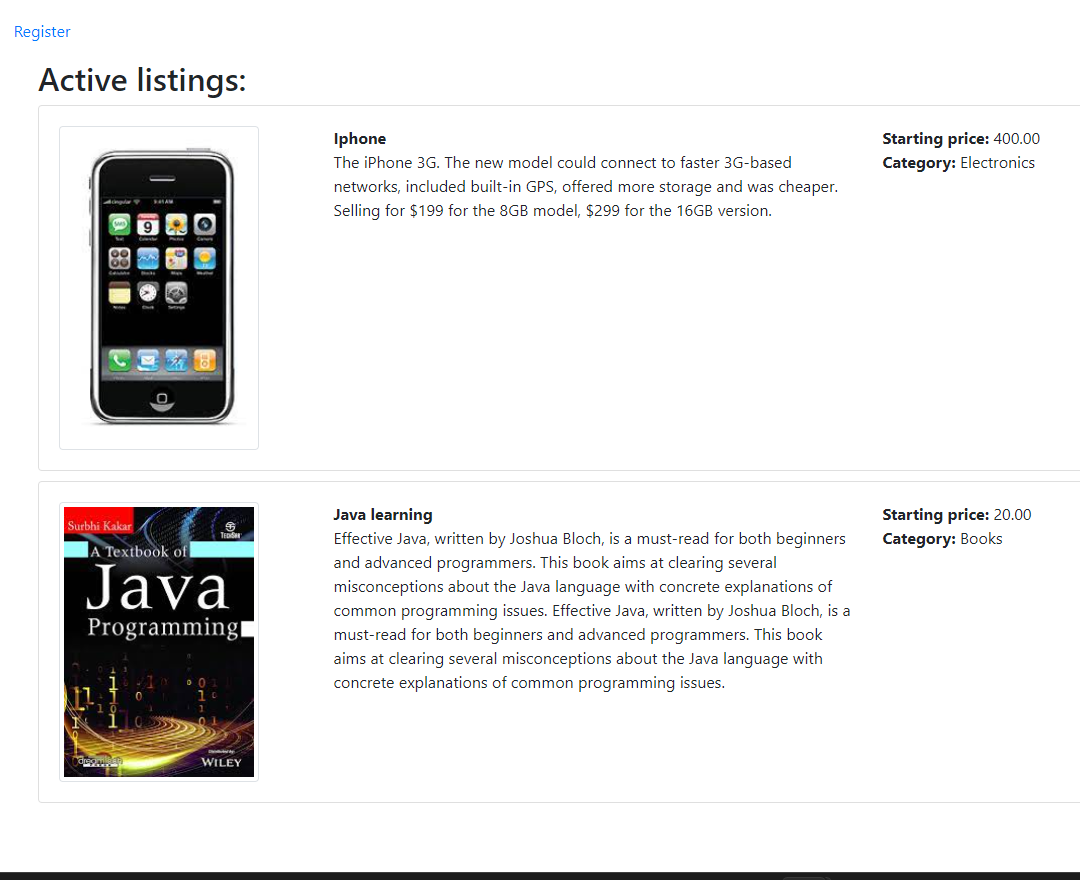 Register
Active listings:
Iphone
The iPhone 3G. The new model could connect to faster 3G-based
networks, included built-in GPS, offered more storage and was cheaper.
Selling for $199 for the 8GB model, $299 for the 16GB version.
Starting price: 400.00
Category: Electronics
9:41 AM
9
Surbhi Kakar
A Textbook of
Java
Programming
WILEY
Java learning
Effective Java, written by Joshua Bloch, is a must-read for both beginners
and advanced programmers. This book aims at clearing several
misconceptions about the Java language with concrete explanations of
common programming issues. Effective Java, written by Joshua Bloch, is a
must-read for both beginners and advanced programmers. This book
aims at clearing several misconceptions about the Java language with
concrete explanations of common programming issues.
Starting price: 20.00
Category: Books